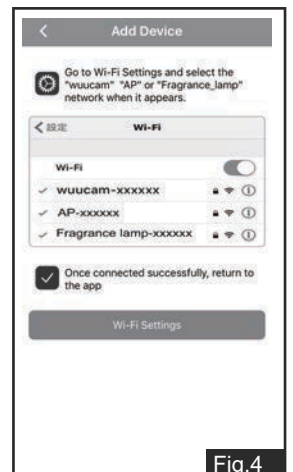 Add Device
Go to Wi-Fi Settings and select the
"wuucam" "AP" or "Fragrance_lamp"
network when it appears.
設定 Wi-Fi
Wi-Fi
wuucam-xxxxxx
AP-xxxxxx
Fragrance lamp-xxxxxx
Once connected successfully, return to
the app
Wi-Fi Settings
Fig.4